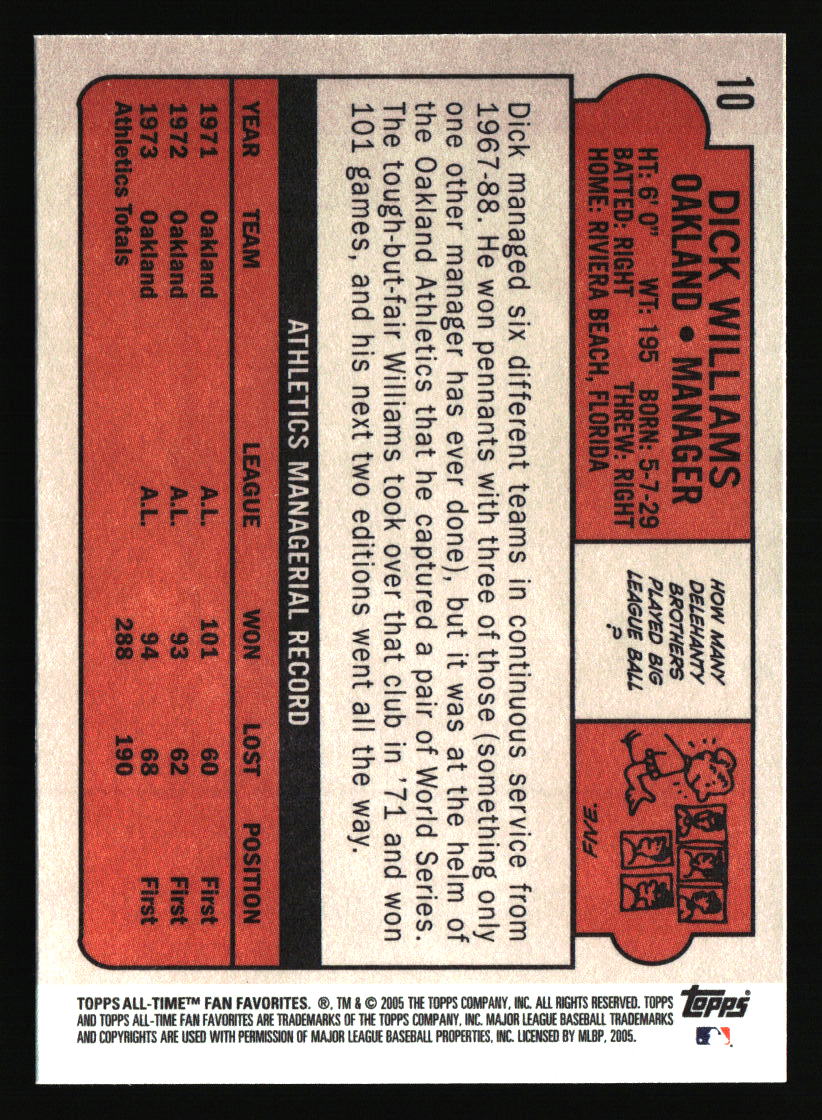 10
DICK WILLIAMS
OAKLAND • MANAGER
HT: 6' 0" WT: 195 BORN: 5-7-29
BATTED: RIGHT THREW: RIGHT
HOME: RIVIERA BEACH, FLORIDA
HOW MANY
DELEHANTY
BROTHERS
PLAYED BIG
LEAGUE BALL
?
FIVE.
Dick managed six different teams in continuous service from
1967-88. He won pennants with three of those (something only
one other manager has ever done), but it was at the helm of
the Oakland Athletics that he captured a pair of World Series.
The tough-but-fair Williams took over that club in '71 and won
101 games, and his next two editions went all the way.
ATHLETICS MANAGERIAL RECORD
YEAR TEAM LEAGUE WON LOST POSITION
1971 Oakland A.L. 101 60 First
1972 Oakland A.L. 93 62 First
1973 Oakland A.L. 94 68 First
Athletics Totals 288 190
TOPPS ALL-TIME™ FAN FAVORITES. ®, TM & © 2005 THE TOPPS COMPANY, INC. ALL RIGHTS RESERVED. TOPPS
AND TOPPS ALL-TIME FAN FAVORITES ARE TRADEMARKS OF THE TOPPS COMPANY, INC. MAJOR LEAGUE BASEBALL TRADEMARKS
AND COPYRIGHTS ARE USED WITH PERMISSION OF MAJOR LEAGUE BASEBALL PROPERTIES, INC. LICENSED BY MLBP, 2005.
Topps®